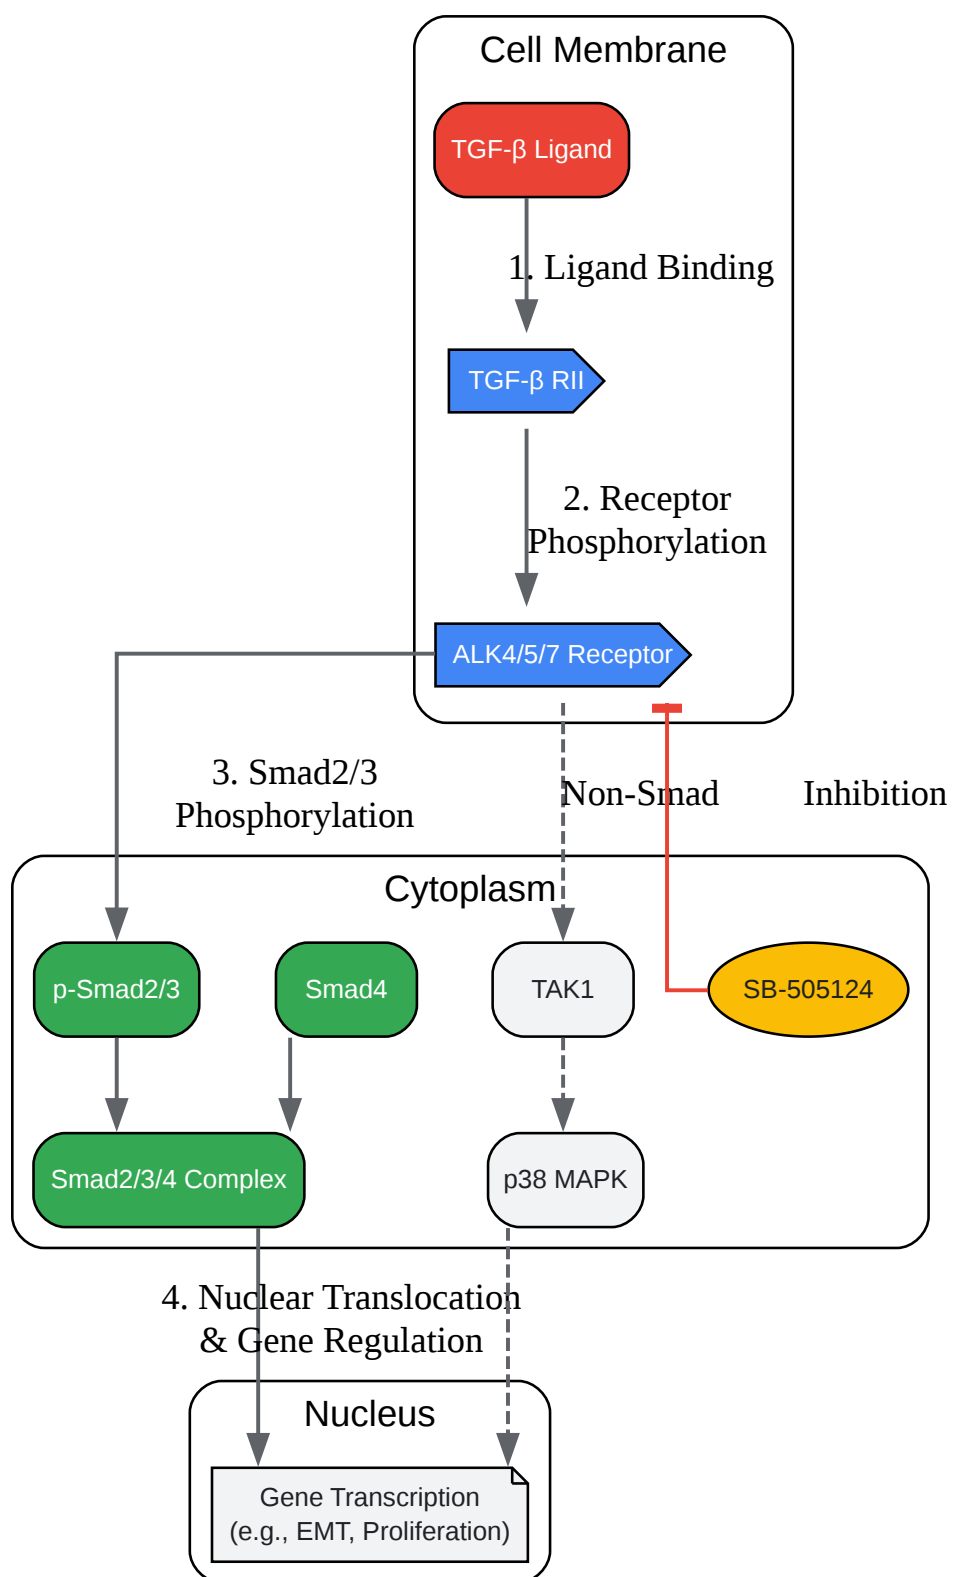 Cell Membrane
TGF-β Ligand
1. Ligand Binding
TGF-β RII
2. Receptor
Phosphorylation
ALK4/5/7 Receptor
3. Smad2/3
Phosphorylation
Non-Smad
Inhibition
Cytoplasm
p-Smad2/3
Smad4
TAK1
SB-505124
Smad2/3/4 Complex
p38 MAPK
4. Nuclear Translocation
& Gene Regulation
Nucleus
Gene Transcription
(e.g., EMT, Proliferation)